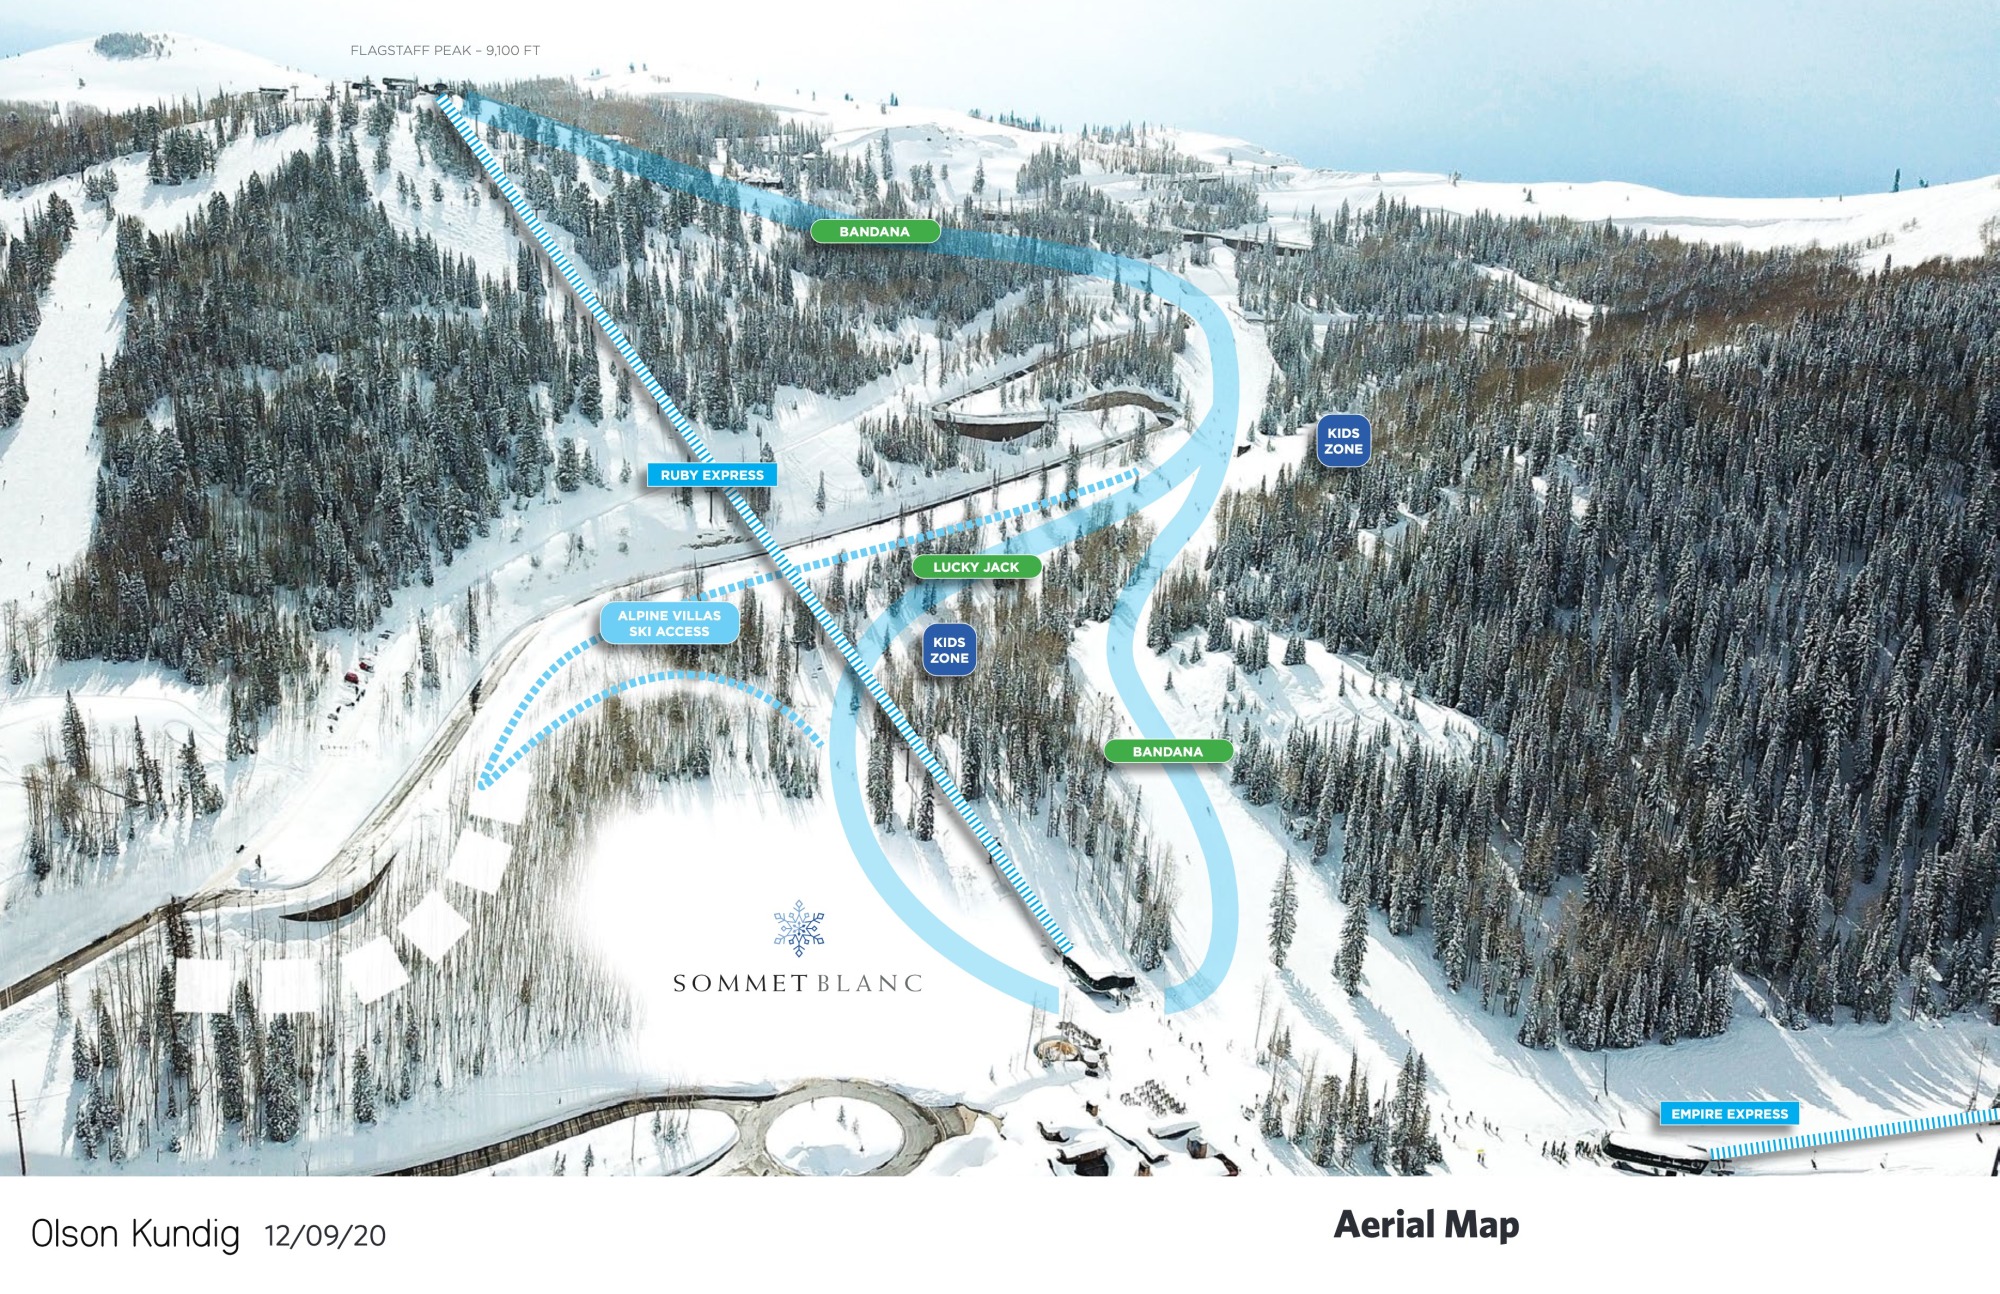 FLAGSTAFF PEAK – 9,100 FT
BANDANA
KIDS
ZONE
RUBY EXPRESS
LUCKY JACK
ALPINE VILLAS
SKI ACCESS
KIDS
ZONE
BANDANA
SOMMET BLANC
EMPIRE EXPRESS
Olson Kundig 12/09/20
Aerial Map